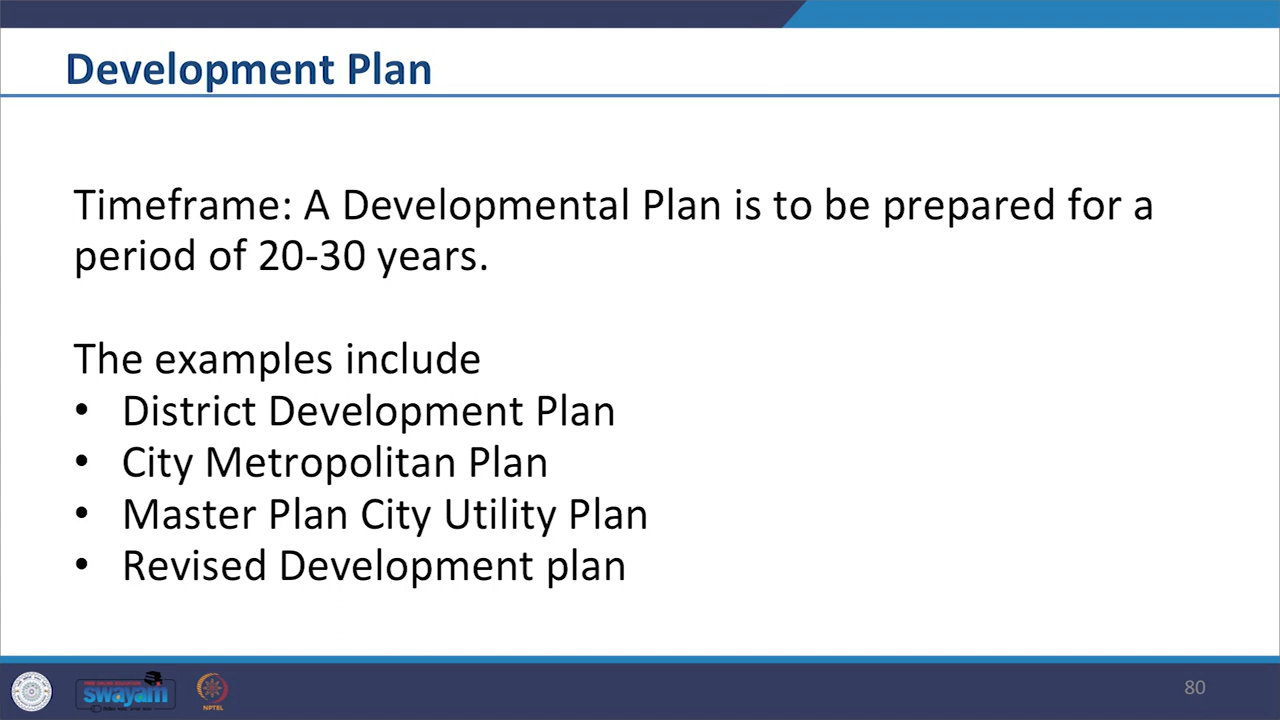 Development Plan
Timeframe: A Developmental Plan is to be prepared for a
period of 20-30 years.
The examples include
• District Development Plan
• City Metropolitan Plan
• Master Plan City Utility Plan
• Revised Development plan
swayam
NPTEL
80